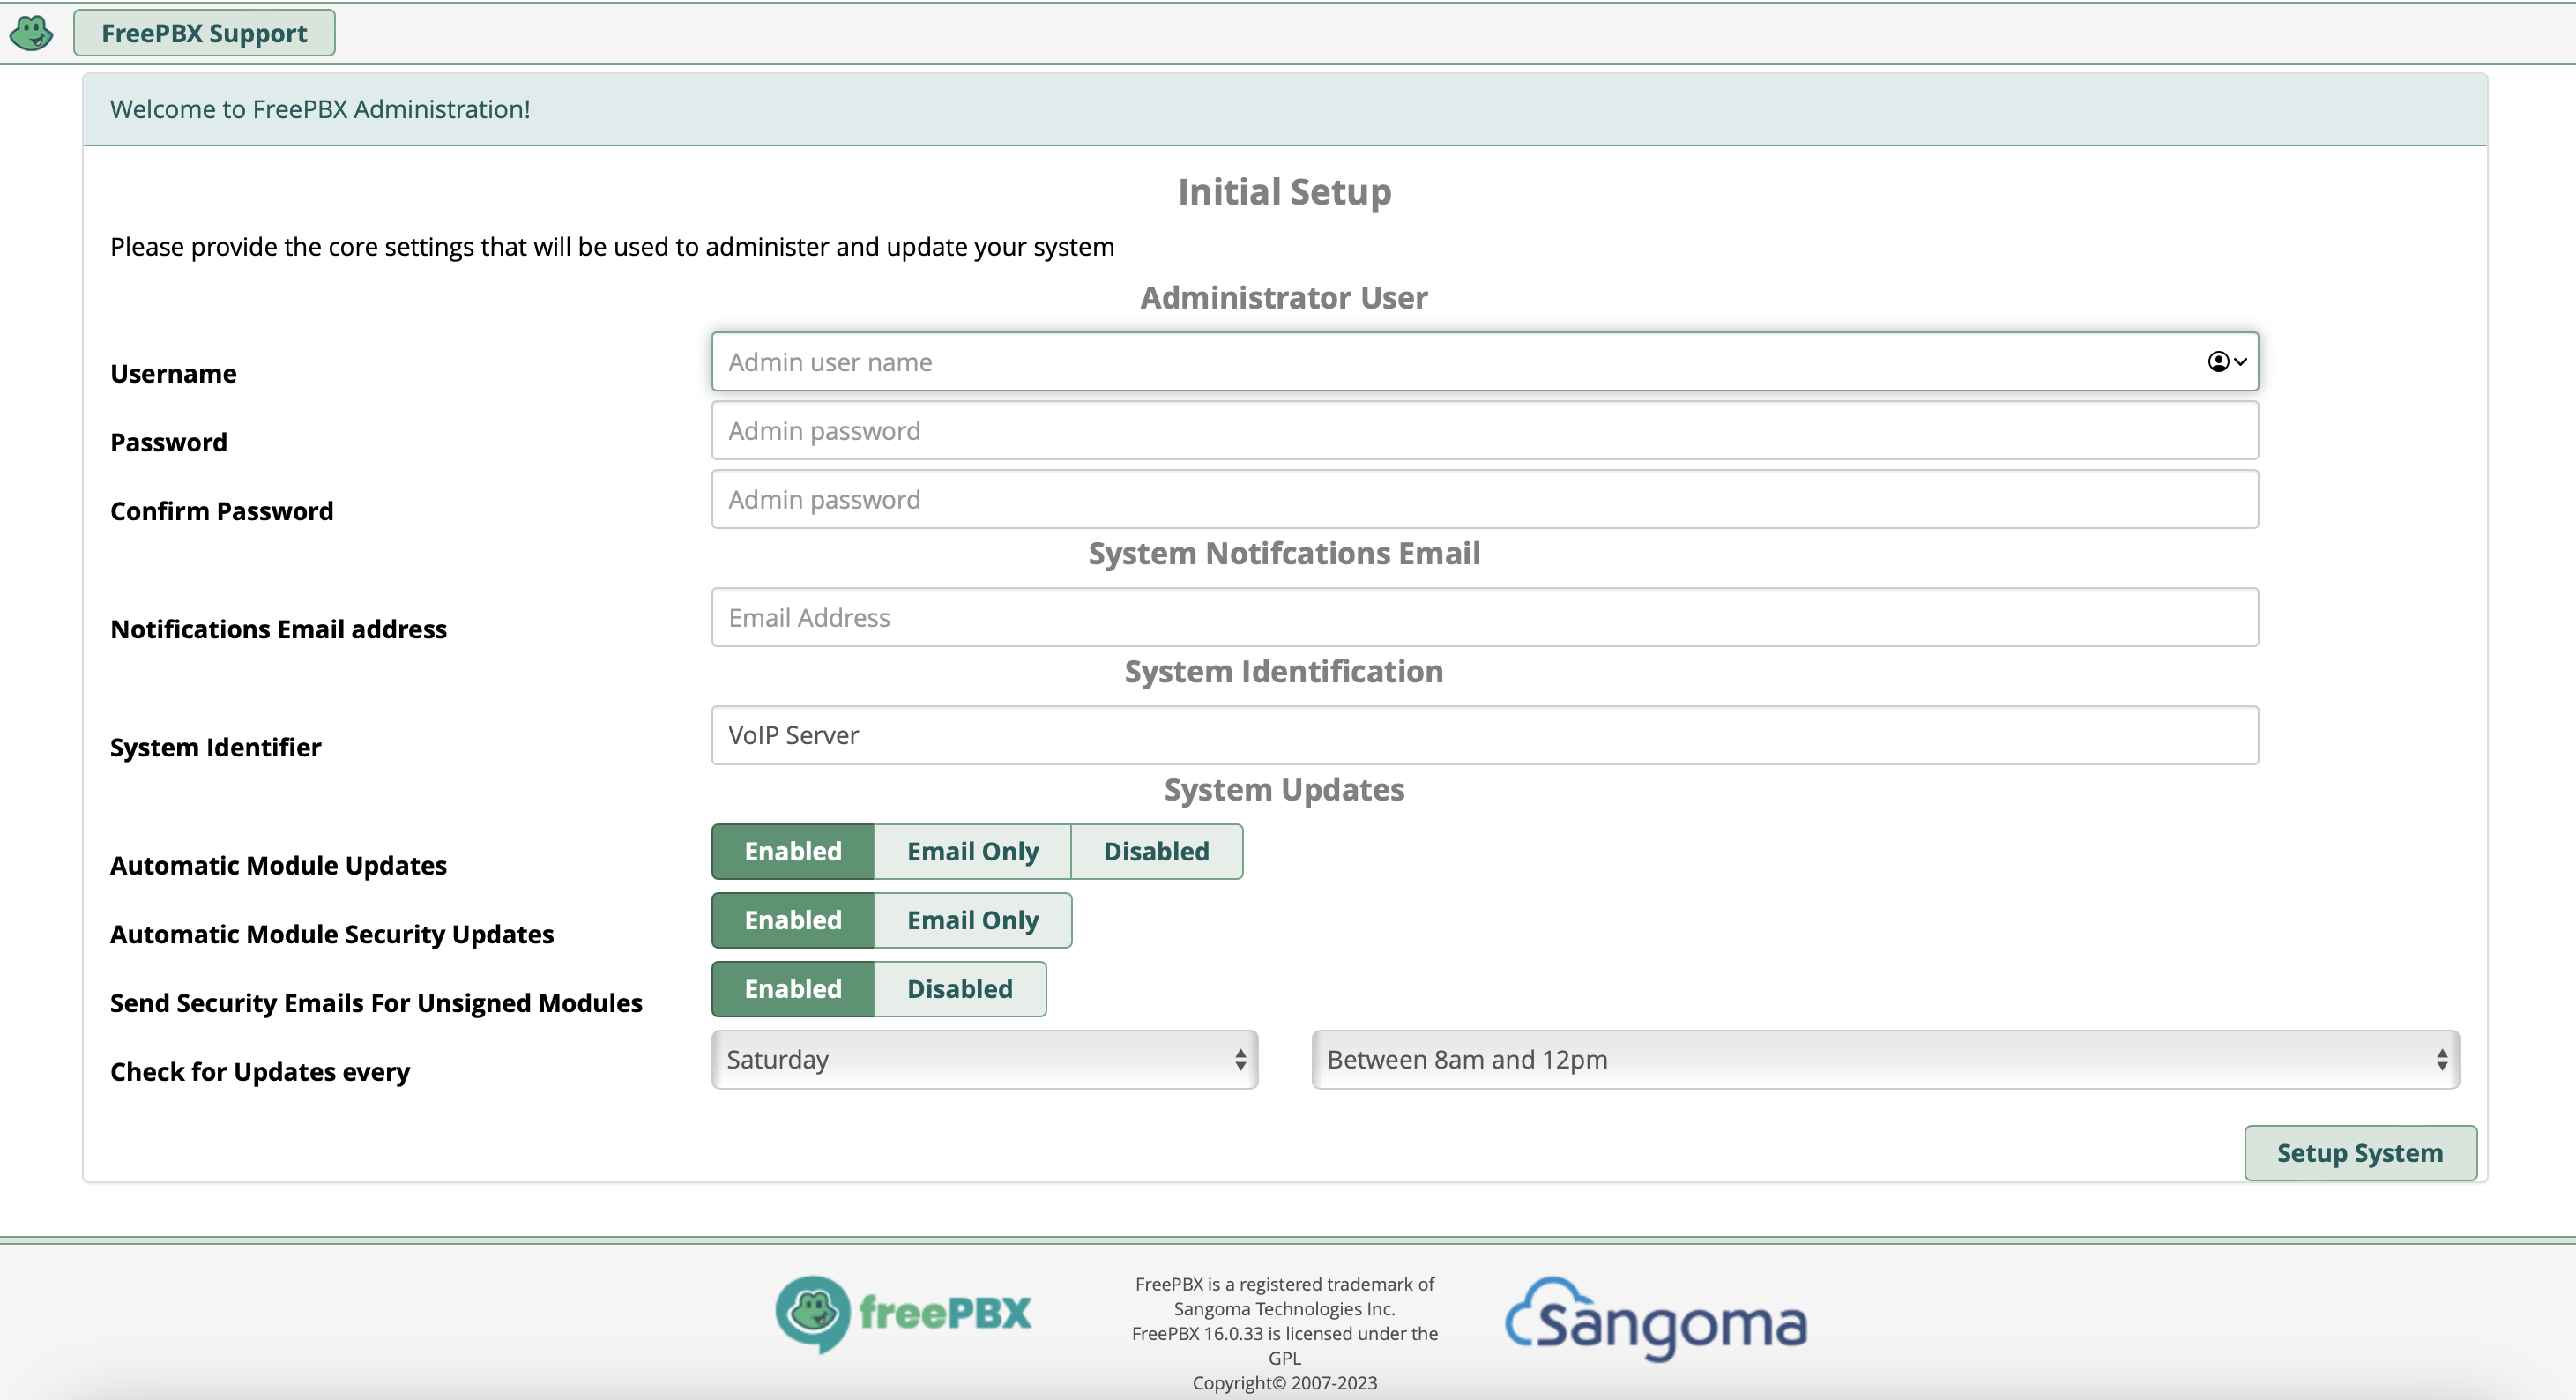 FreePBX Support
Welcome to FreePBX Administration!
Initial Setup
Please provide the core settings that will be used to administer and update your system
Administrator User
Username
Admin user name
Password
Admin password
Confirm Password
Admin password
System Notifcations Email
Notifications Email address
Email Address
System Identification
System Identifier
VoIP Server
System Updates
Automatic Module Updates
Enabled Email Only Disabled
Automatic Module Security Updates
Enabled Email Only
Send Security Emails For Unsigned Modules
Enabled Disabled
Check for Updates every
Saturday Between 8am and 12pm
Setup System
freePBX
FreePBX is a registered trademark of
Sangoma Technologies Inc.
FreePBX 16.0.33 is licensed under the
GPL
Copyright© 2007-2023
Sangoma